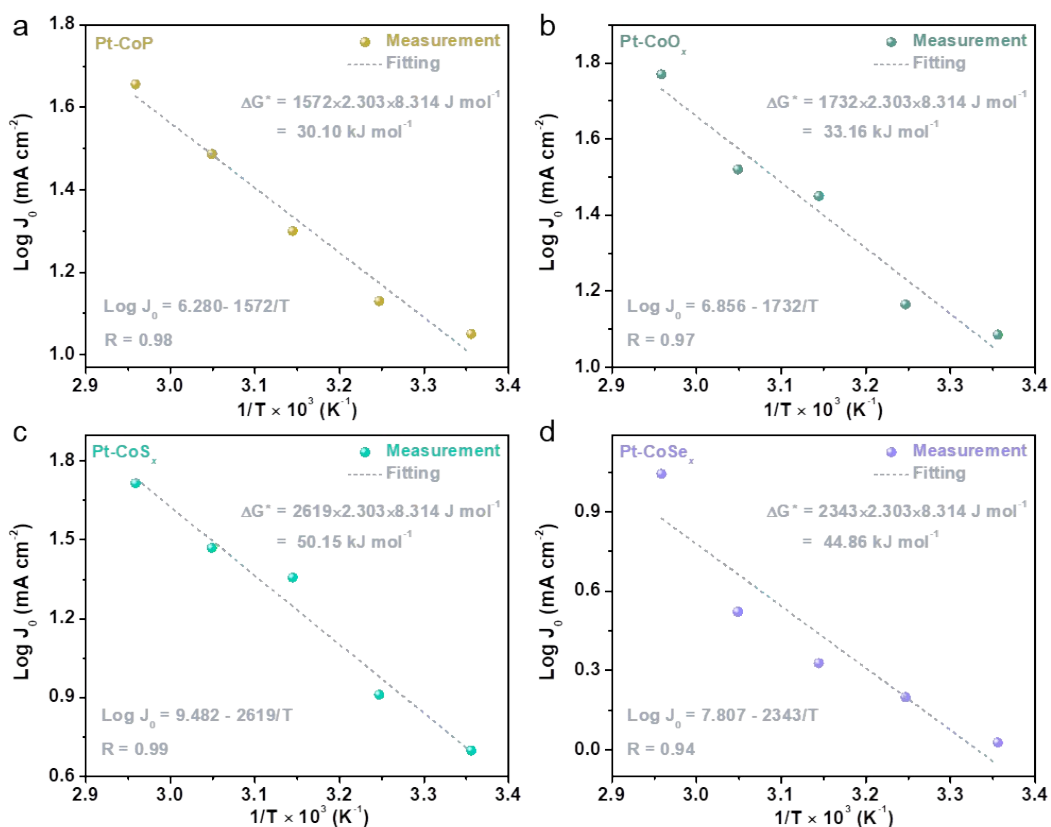 a
Pt-CoP
Measurement
Fitting
ΔG* = 1572×2.303×8.314 J mol⁻¹
= 30.10 kJ mol⁻¹
Log J₀ = 6.280- 1572/T
R = 0.98
Log J₀ (mA cm⁻²)
1.8
1.6
1.4
1.2
1.0
2.9 3.0 3.1 3.2 3.3 3.4
1/T × 10³ (K⁻¹)
b
Pt-CoOₓ
Measurement
Fitting
ΔG* = 1732×2.303×8.314 J mol⁻¹
= 33.16 kJ mol⁻¹
Log J₀ = 6.856 - 1732/T
R = 0.97
Log J₀ (mA cm⁻²)
1.8
1.6
1.4
1.2
1.0
2.9 3.0 3.1 3.2 3.3 3.4
1/T × 10³ (K⁻¹)
c
Pt-CoSₓ
Measurement
Fitting
ΔG* = 2619×2.303×8.314 J mol⁻¹
= 50.15 kJ mol⁻¹
Log J₀ = 9.482 - 2619/T
R = 0.99
Log J₀ (mA cm⁻²)
1.8
1.5
1.2
0.9
0.6
2.9 3.0 3.1 3.2 3.3 3.4
1/T × 10³ (K⁻¹)
d
Pt-CoSeₓ
Measurement
Fitting
ΔG* = 2343×2.303×8.314 J mol⁻¹
= 44.86 kJ mol⁻¹
Log J₀ = 7.807 - 2343/T
R = 0.94
Log J₀ (mA cm⁻²)
0.9
0.6
0.3
0.0
2.9 3.0 3.1 3.2 3.3 3.4
1/T × 10³ (K⁻¹)